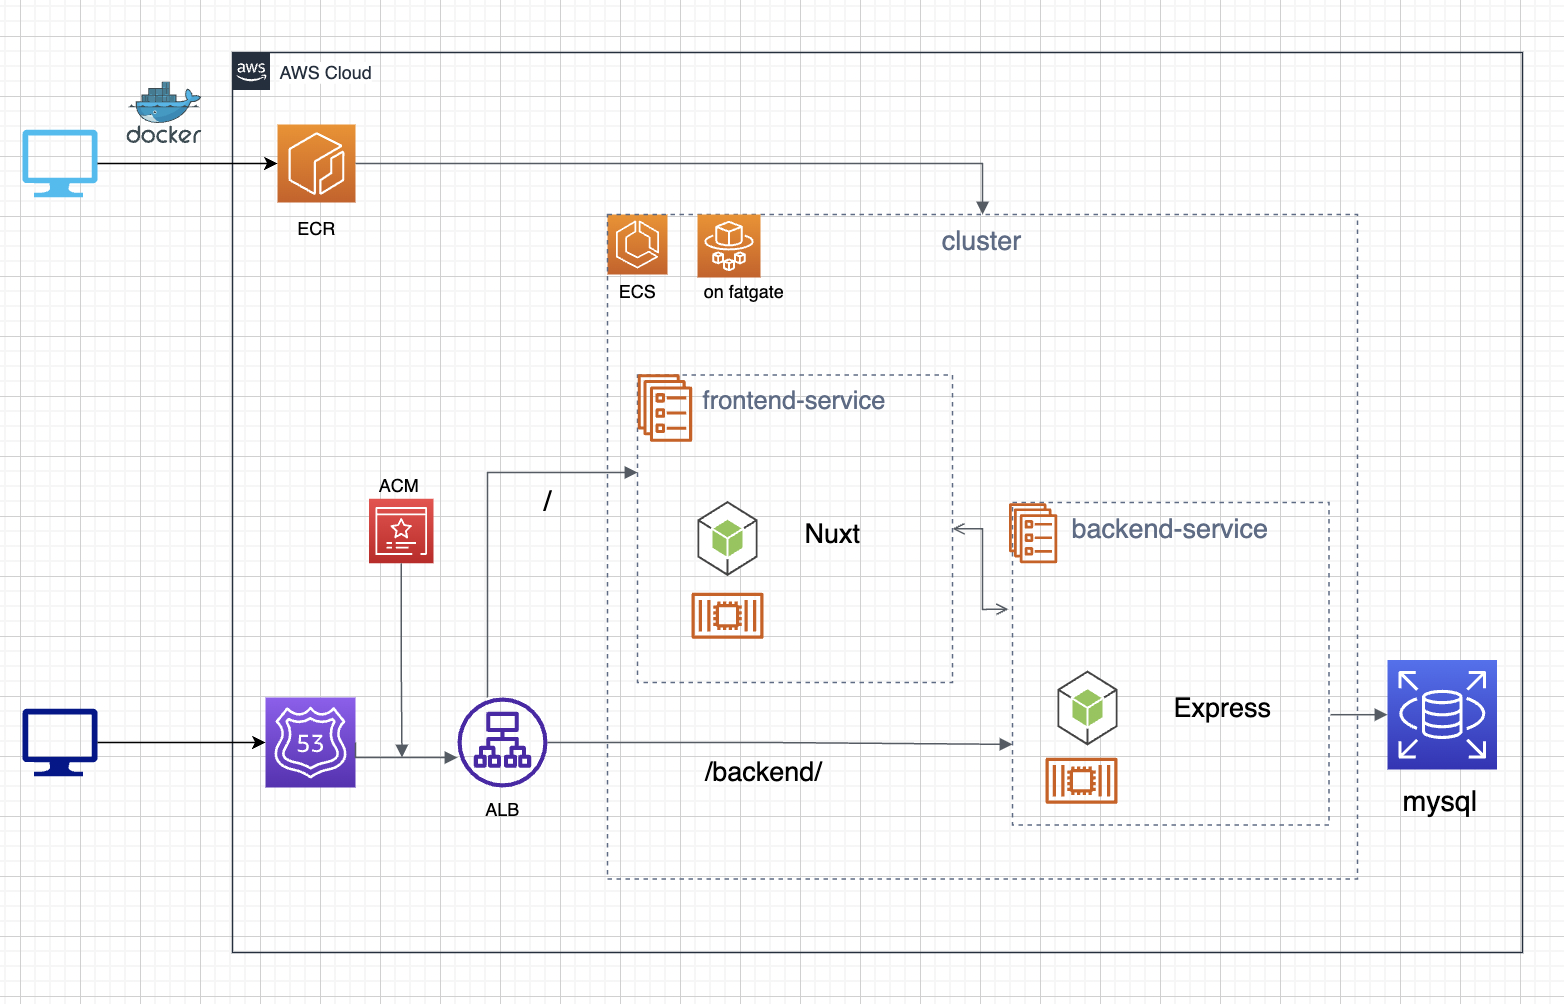 aws
AWS Cloud
docker
ECR
cluster
ECS
on fatgate
frontend-service
ACM
/
Nuxt
backend-service
53
Express
/backend/
ALB
mysql